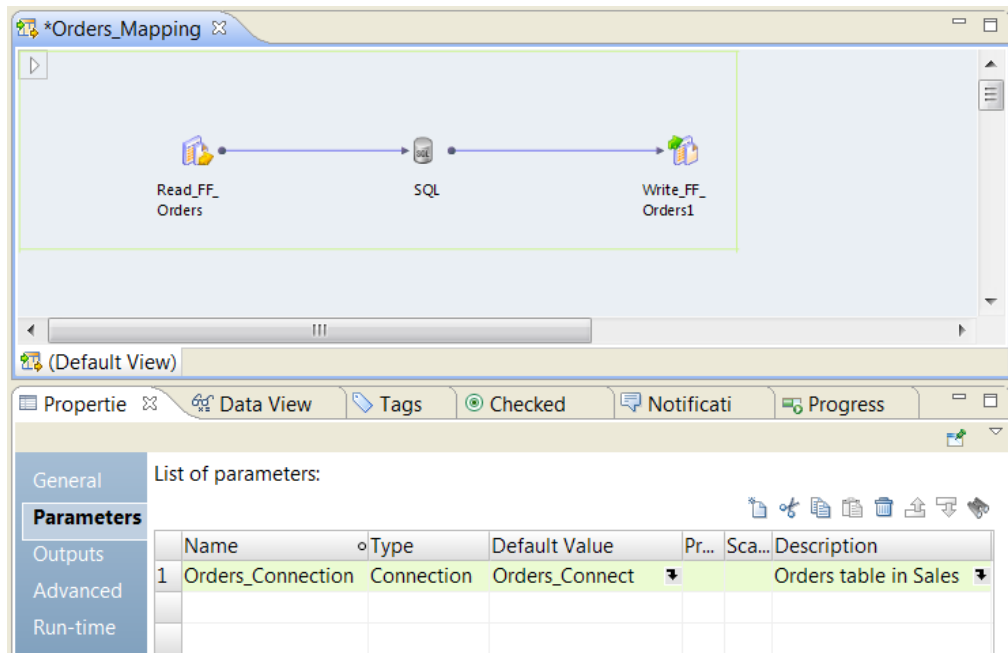 *Orders_Mapping
SQL
Read_FF_
Orders
SQL
Write_FF_
Orders1
(Default View)
Propertie Data View Tags Checked Notificati Progress
General
Parameters
Outputs
Advanced
Run-time
List of parameters:
Name Type Default Value Pr... Sca... Description
1 Orders_Connection Connection Orders_Connect Orders table in Sales